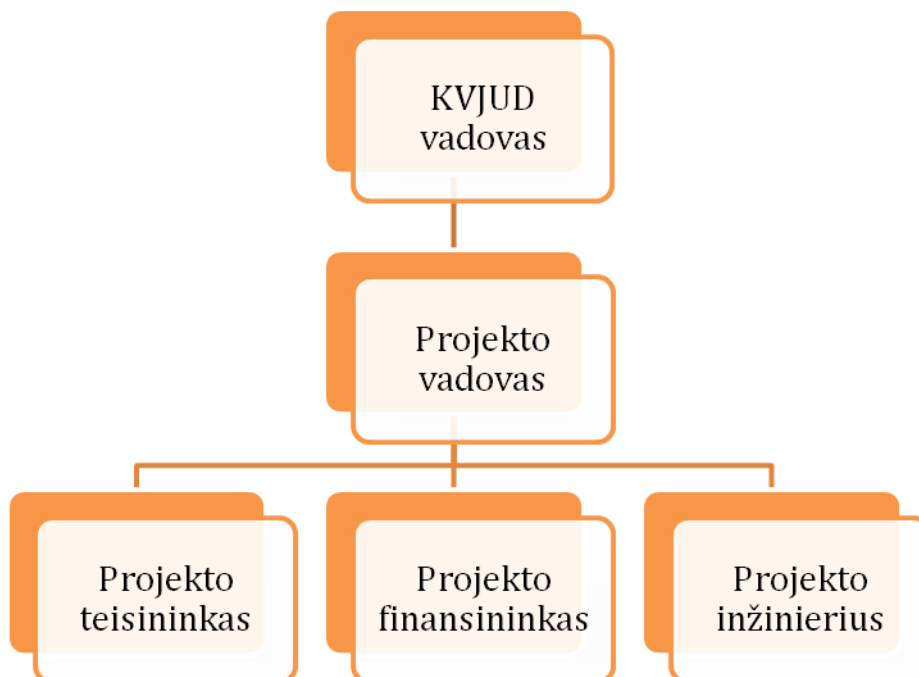 KVJUD
vadovas
Projekto
vadovas
Projekto
teisininkas
Projekto
finansininkas
Projekto
inžinierius